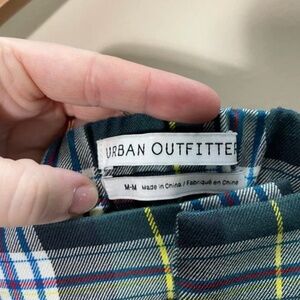 URBAN OUTFITTER
M-M Made in China / Fabriqué en Chine